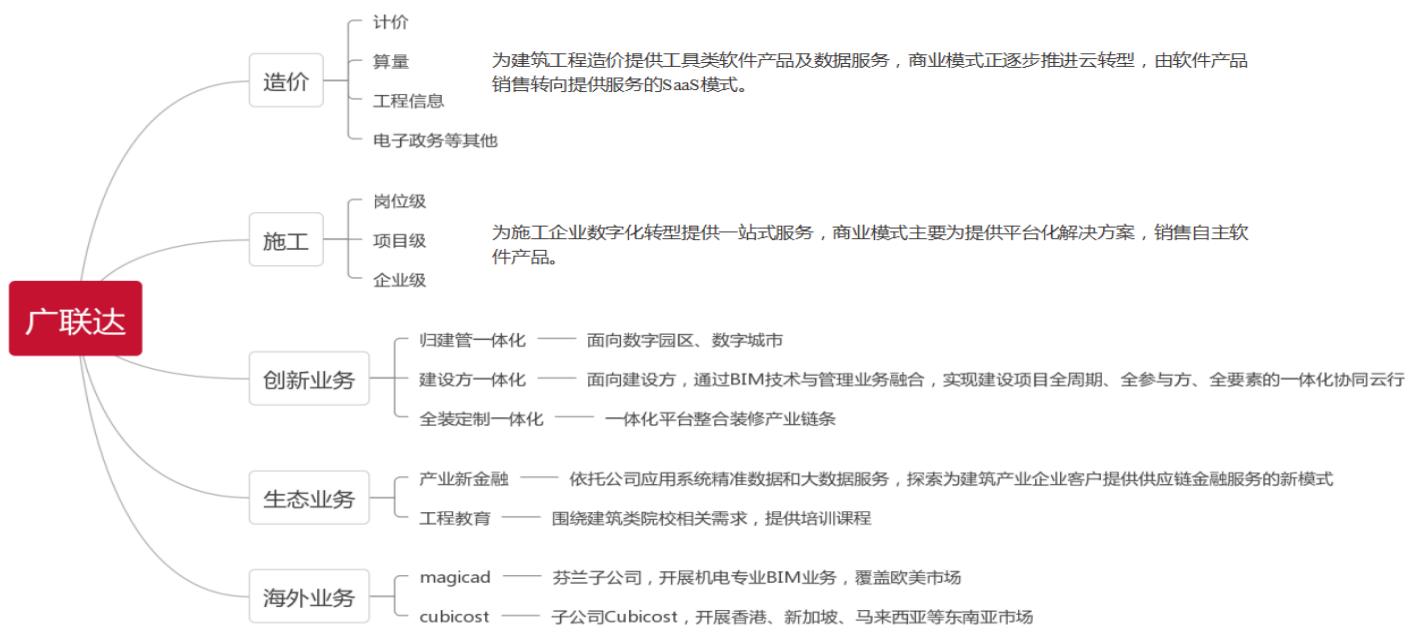 广联达
造价
计价
算量
工程信息
电子政务等其他
为建筑工程造价提供工具类软件产品及数据服务，商业模式正逐步推进云转型，由软件产品
销售转向提供服务的SaaS模式。
施工
岗位级
项目级
企业级
为施工企业数字化转型提供一站式服务，商业模式主要为提供平台化解决方案，销售自主软
件产品。
创新业务
归建管一体化
面向数字园区、数字城市
建设方一体化
面向建设方，通过BIM技术与管理业务融合，实现建设项目全周期、全参与方、全要素的一体化协同云行
全装定制一体化
一体化平台整合装修产业链条
生态业务
产业新金融
依托公司应用系统精准数据和大数据服务，探索为建筑产业企业客户提供供应链金融服务的新模式
工程教育
围绕建筑类院校相关需求，提供培训课程
海外业务
magicad
芬兰子公司，开展机电专业BIM业务，覆盖欧美市场
cubicost
子公司Cubicost，开展香港、新加坡、马来西亚等东南亚市场